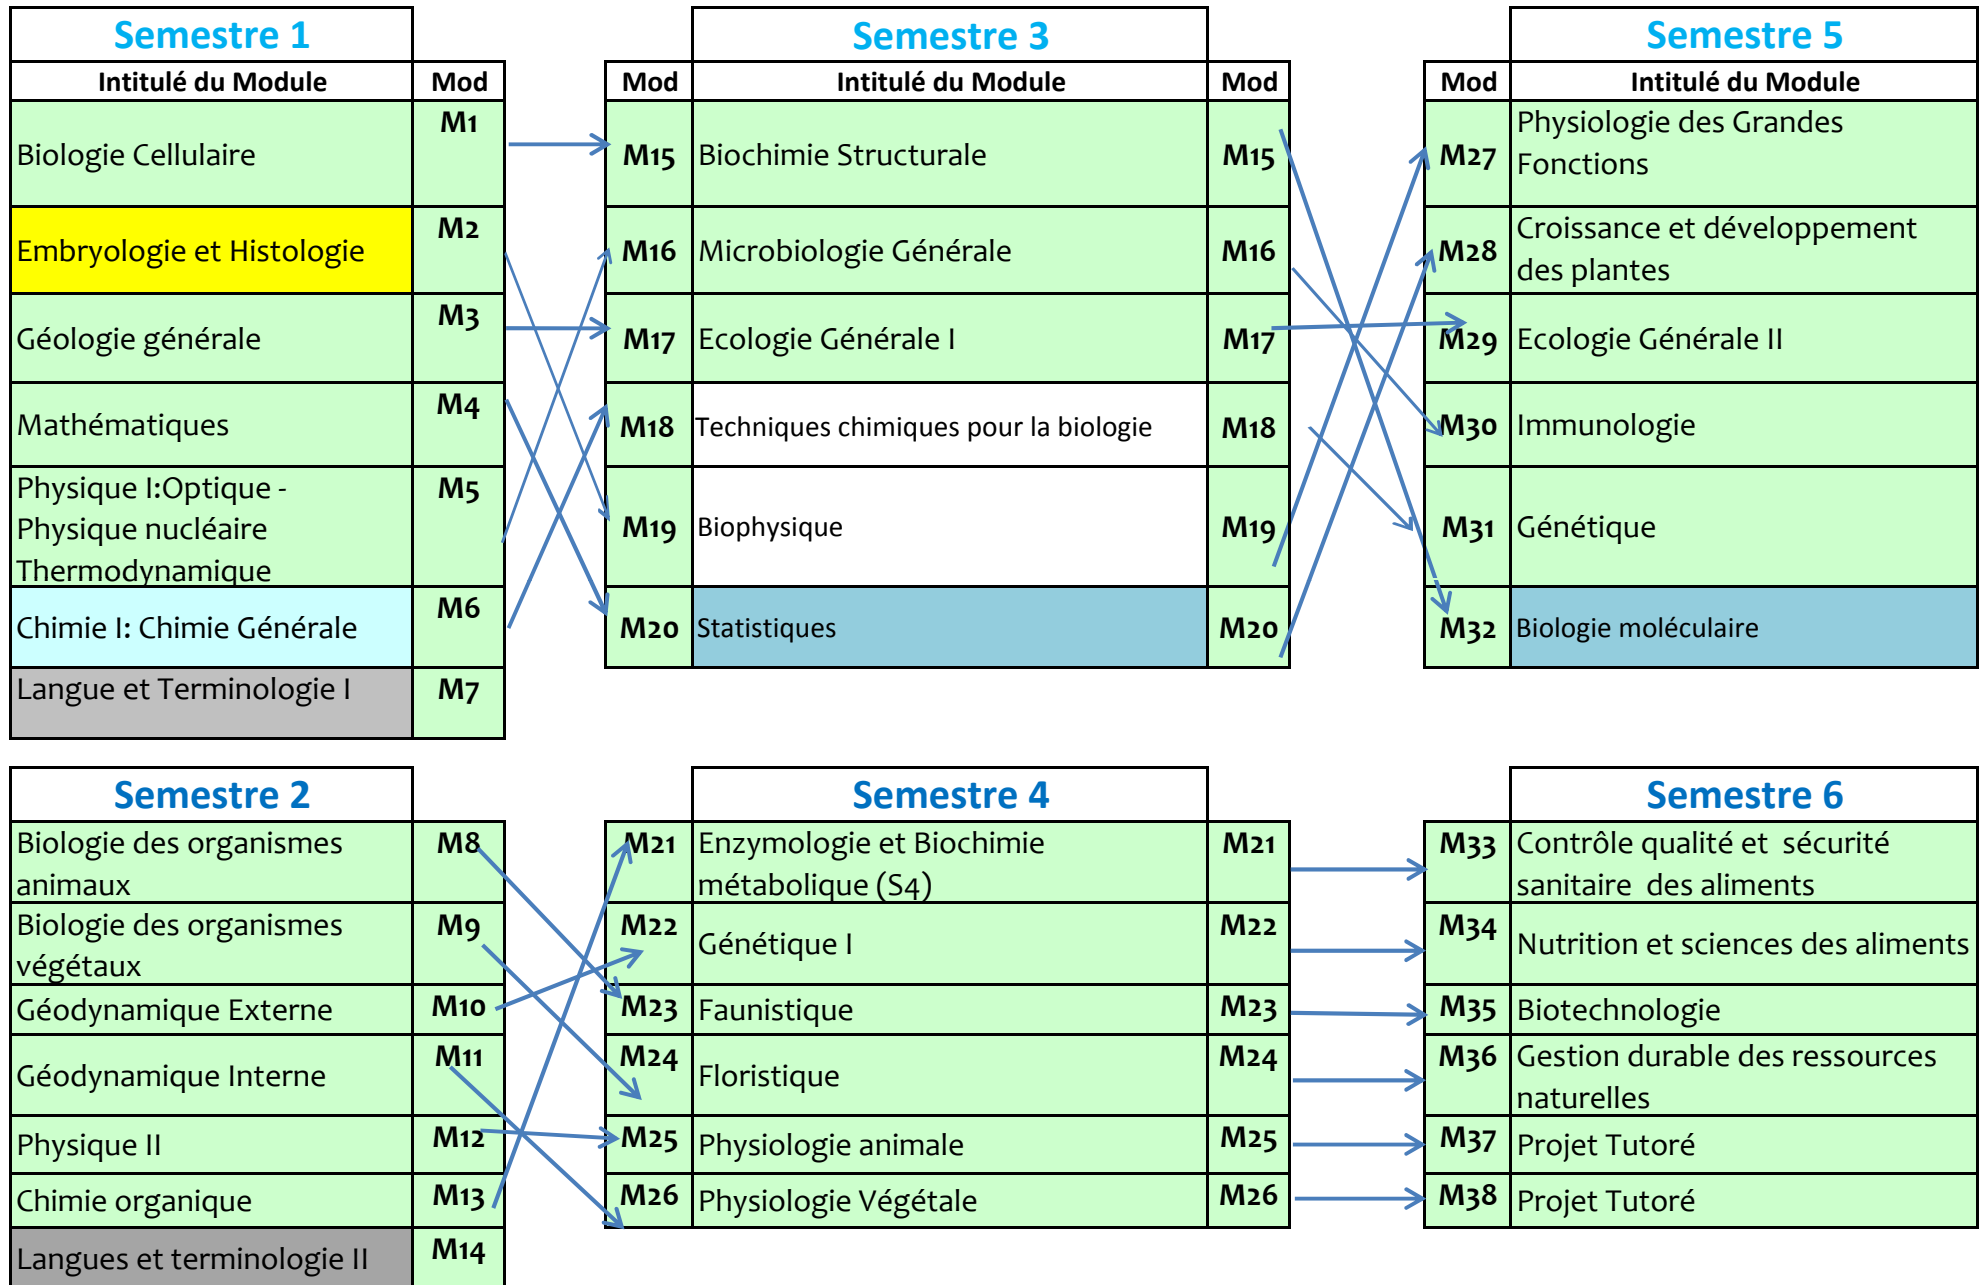 Semestre 1
Intitulé du Module Mod
Biologie Cellulaire M1
Embryologie et Histologie M2
Géologie générale M3
Mathématiques M4
Physique I:Optique - M5
Physique nucléaire
Thermodynamique
Chimie I: Chimie Générale M6
Langue et Terminologie I M7
Semestre 3
Mod Intitulé du Module Mod
M15 Biochimie Structurale M15
M16 Microbiologie Générale M16
M17 Ecologie Générale I M17
M18 Techniques chimiques pour la biologie M18
M19 Biophysique M19
M20 Statistiques M20
Semestre 5
Mod Intitulé du Module
M27 Physiologie des Grandes
Fonctions
M28 Croissance et développement
des plantes
M29 Ecologie Générale II
M30 Immunologie
M31 Génétique
M32 Biologie moléculaire
Semestre 2
Biologie des organismes M8
animaux
Biologie des organismes M9
végétaux
Géodynamique Externe M10
Géodynamique Interne M11
Physique II M12
Chimie organique M13
Langues et terminologie II M14
Semestre 4
M21 Enzymologie et Biochimie M21
métabolique (S4)
M22 Génétique I M22
M23 Faunistique M23
M24 Floristique M24
M25 Physiologie animale M25
M26 Physiologie Végétale M26
Semestre 6
M33 Contrôle qualité et sécurité
sanitaire des aliments
M34 Nutrition et sciences des aliments
M35 Biotechnologie
M36 Gestion durable des ressources
naturelles
M37 Projet Tutoré
M38 Projet Tutoré